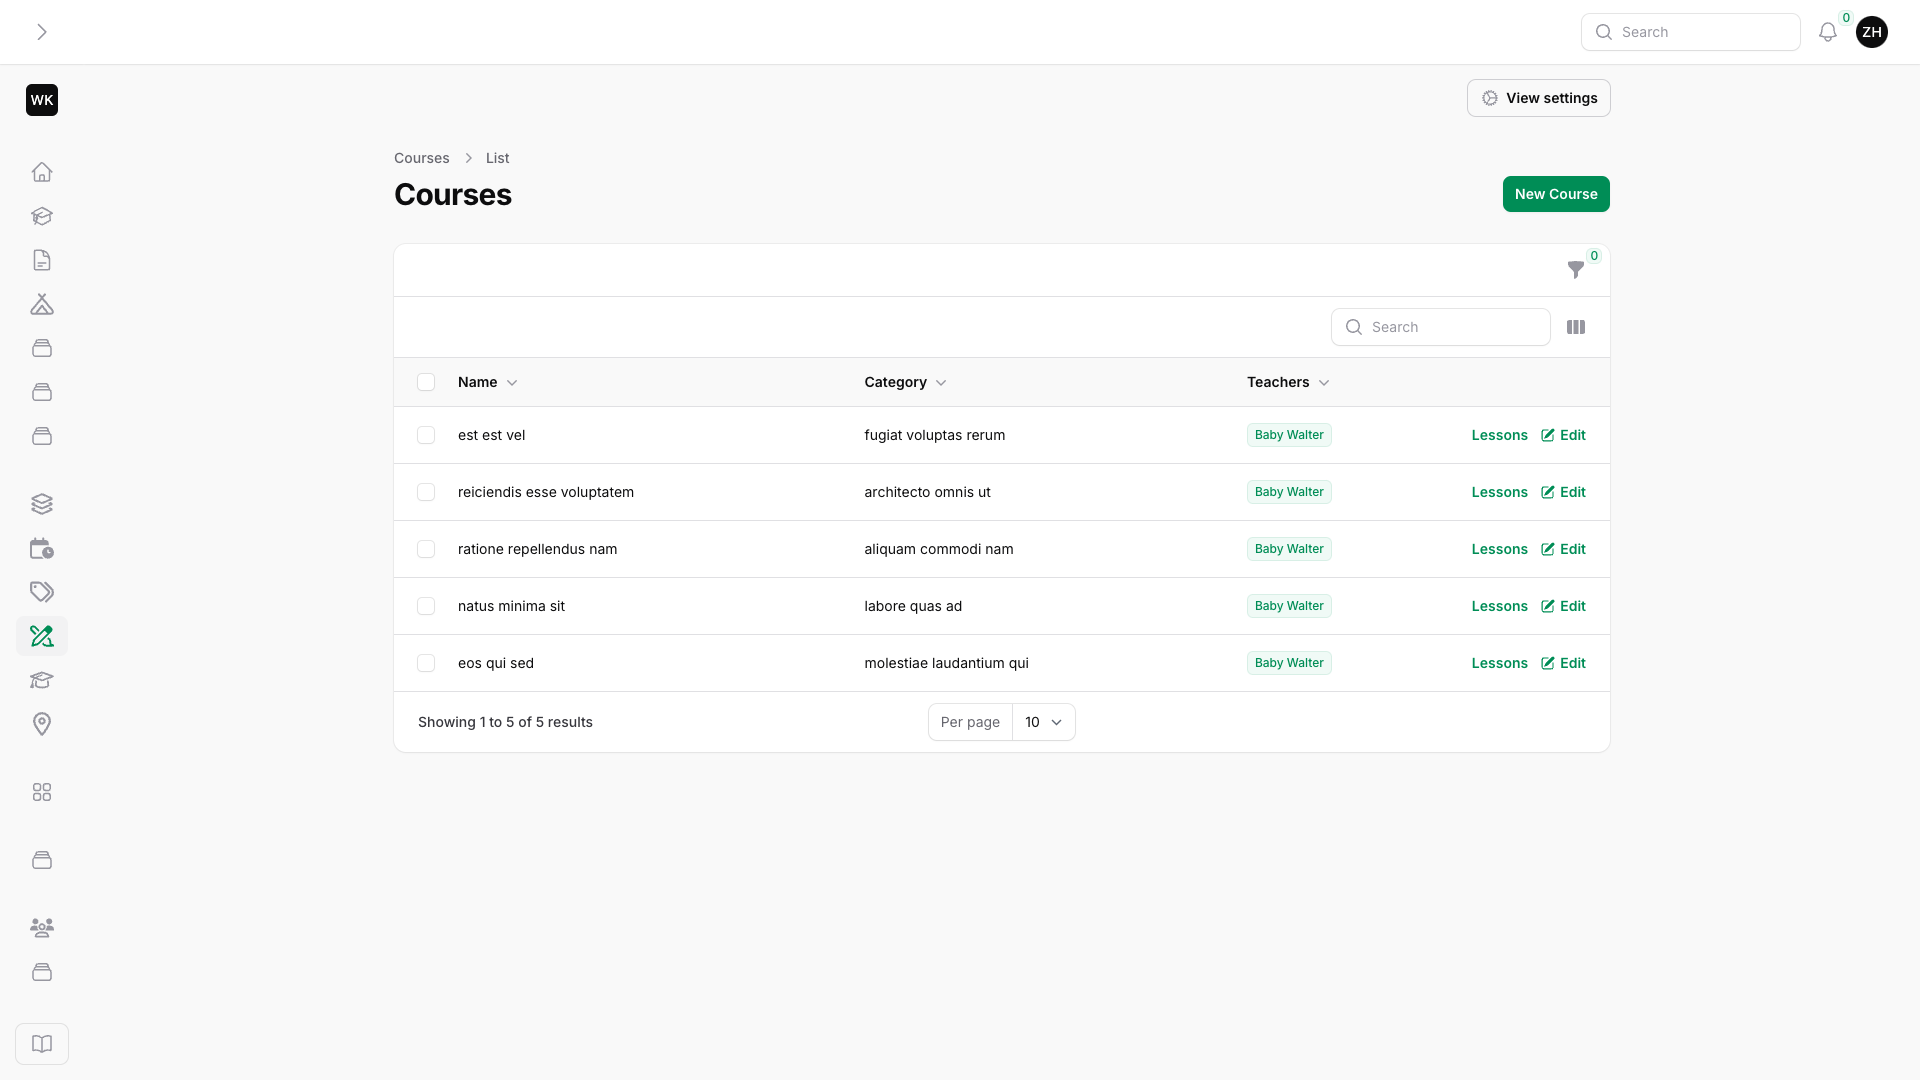 Search
0
ZH
WK
View settings
Courses
List
Courses
New Course
0
Search
Name
Category
Teachers
est est vel
fugiat voluptas rerum
Baby Walter
Lessons
Edit
reiciendis esse voluptatem
architecto omnis ut
Baby Walter
Lessons
Edit
ratione repellendus nam
aliquam commodi nam
Baby Walter
Lessons
Edit
natus minima sit
labore quas ad
Baby Walter
Lessons
Edit
eos qui sed
molestiae laudantium qui
Baby Walter
Lessons
Edit
Showing 1 to 5 of 5 results
Per page
10